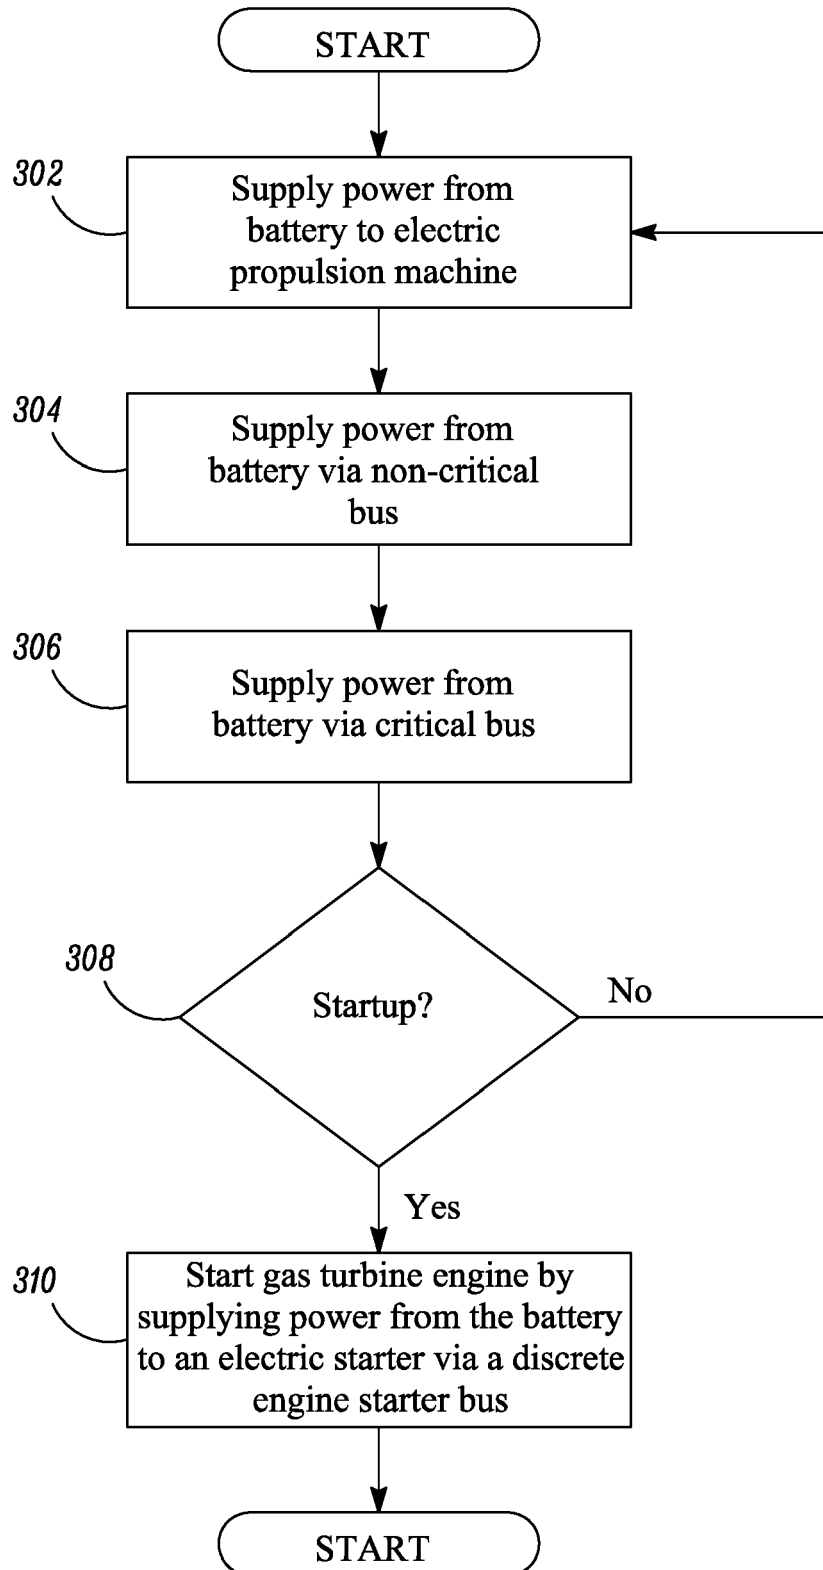 START
302
Supply power from
battery to electric
propulsion machine
304
Supply power from
battery via non-critical
bus
306
Supply power from
battery via critical bus
308
Startup?
No
Yes
310
Start gas turbine engine by
supplying power from the battery
to an electric starter via a discrete
engine starter bus
START